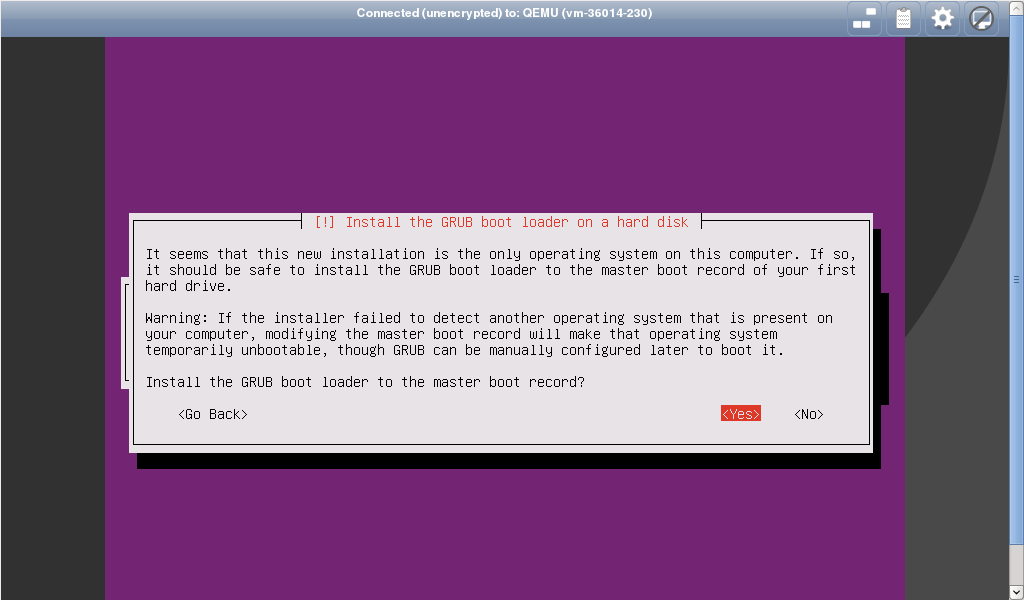 Connected (unencrypted) to: QEMU (vm-36014-230)
[!] Install the GRUB boot loader on a hard disk
It seems that this new installation is the only operating system on this computer. If so,
it should be safe to install the GRUB boot loader to the master boot record of your first
hard drive.
Warning: If the installer failed to detect another operating system that is present on
your computer, modifying the master boot record will make that operating system
temporarily unbootable, though GRUB can be manually configured later to boot it.
Install the GRUB boot loader to the master boot record?
<Go Back> <Yes> <No>